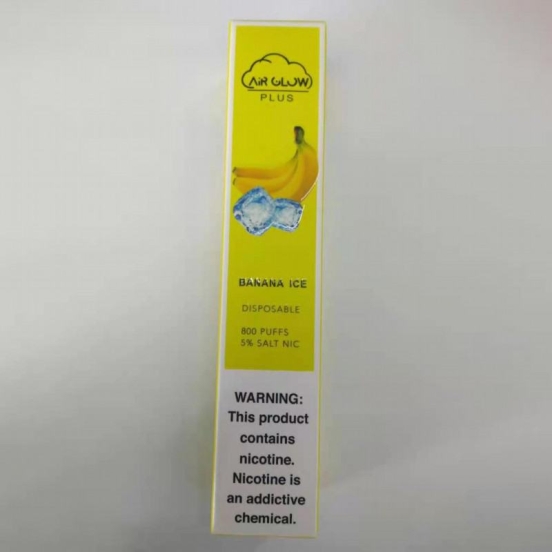 AIR GLOW
PLUS
BANANA ICE
DISPOSABLE
800 PUFFS
5% SALT NIC
WARNING:
This product
contains
nicotine.
Nicotine is
an addictive
chemical.